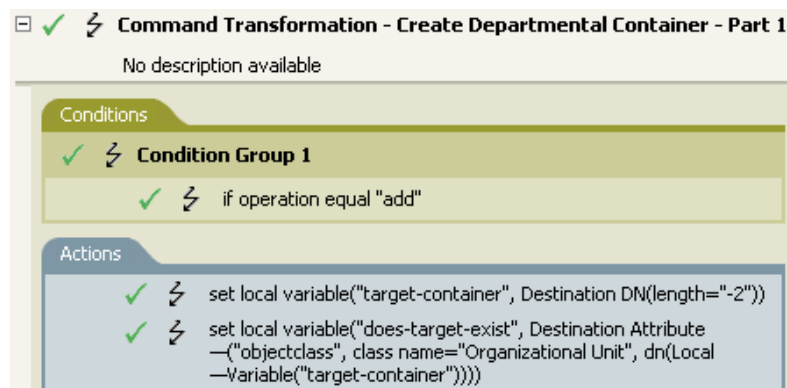 Command Transformation - Create Departmental Container - Part 1
No description available
Conditions
Condition Group 1
if operation equal "add"
Actions
set local variable("target-container", Destination DN(length="-2"))
set local variable("does-target-exist", Destination Attribute
—("objectclass", class name="Organizational Unit", dn(Local
—Variable("target-container"))))